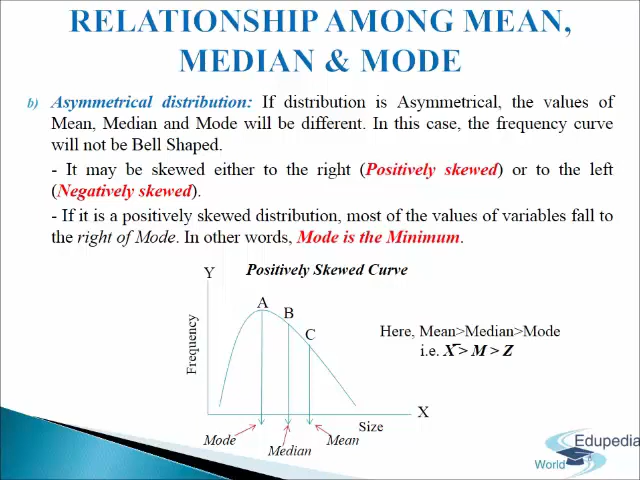 RELATIONSHIP AMONG MEAN,
MEDIAN & MODE
b) Asymmetrical distribution: If distribution is Asymmetrical, the values of
Mean, Median and Mode will be different. In this case, the frequency curve
will not be Bell Shaped.
- It may be skewed either to the right (Positively skewed) or to the left
(Negatively skewed).
- If it is a positively skewed distribution, most of the values of variables fall to
the right of Mode. In other words, Mode is the Minimum.
Positively Skewed Curve
Y
A
B
C
Frequency
Here, Mean>Median>Mode
i.e. X̄ > M > Z
X
Size
Mode
Median
Mean
Edupedia
World